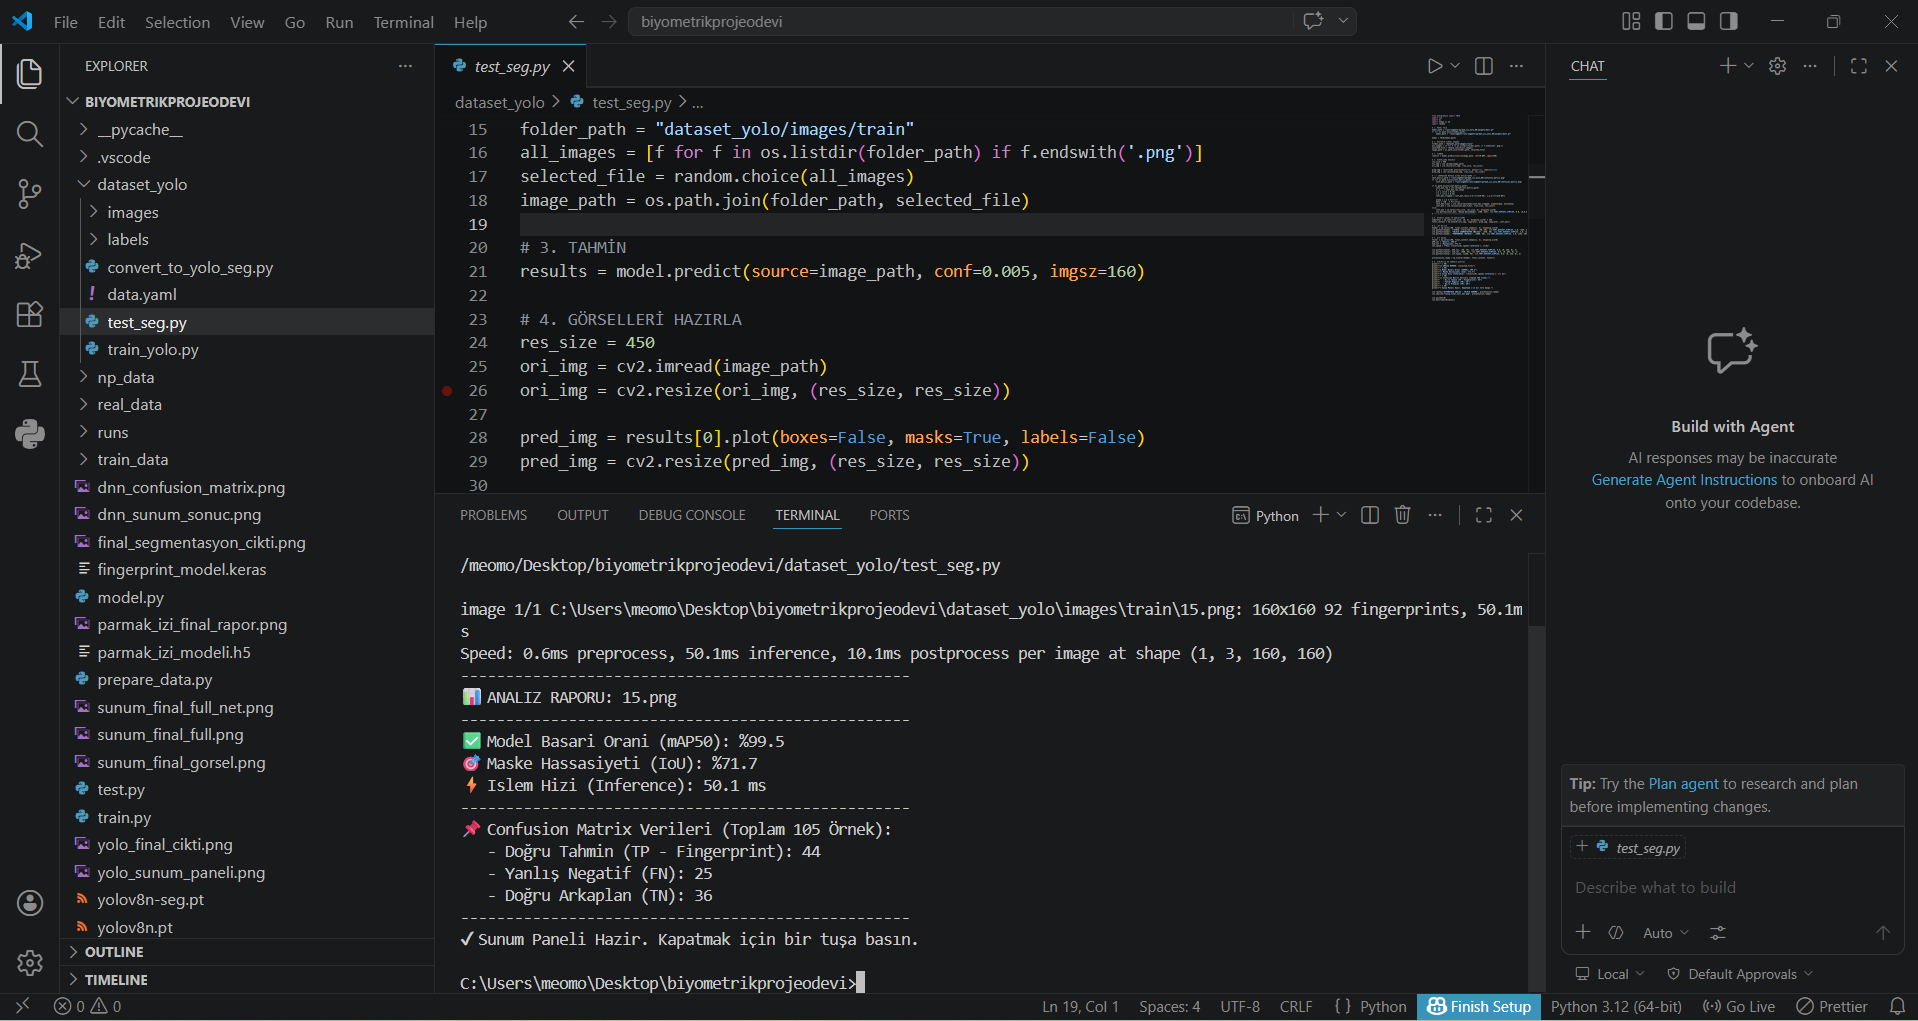 File Edit Selection View Go Run Terminal Help
biyometrikprojeodevi
EXPLORER
BIYOMETRIKPROJEODEVI
__pycache__
.vscode
dataset_yolo
images
labels
convert_to_yolo_seg.py
! data.yaml
test_seg.py
train_yolo.py
np_data
real_data
runs
train_data
dnn_confusion_matrix.png
dnn_sunum_sonuc.png
final_segmentasyon_cikti.png
fingerprint_model.keras
model.py
parmak_izi_final_rapor.png
parmak_izi_modeli.h5
prepare_data.py
sunum_final_full_net.png
sunum_final_full.png
sunum_final_gorsel.png
test.py
train.py
yolo_final_cikti.png
yolo_sunum_paneli.png
yolov8n-seg.pt
yolov8n.pt
OUTLINE
TIMELINE
test_seg.py
dataset_yolo > test_seg.py > ...
15 folder_path = "dataset_yolo/images/train"
16 all_images = [f for f in os.listdir(folder_path) if f.endswith('.png')]
17 selected_file = random.choice(all_images)
18 image_path = os.path.join(folder_path, selected_file)
19
20 # 3. TAHMİN
21 results = model.predict(source=image_path, conf=0.005, imgsz=160)
22
23 # 4. GÖRSELLERİ HAZIRLA
24 res_size = 450
25 ori_img = cv2.imread(image_path)
26 ori_img = cv2.resize(ori_img, (res_size, res_size))
27
28 pred_img = results[0].plot(boxes=False, masks=True, labels=False)
29 pred_img = cv2.resize(pred_img, (res_size, res_size))
30
PROBLEMS OUTPUT DEBUG CONSOLE TERMINAL PORTS
Python
/meomo/Desktop/biyometrikprojeodevi/dataset_yolo/test_seg.py
image 1/1 C:\Users\meomo\Desktop\biyometrikprojeodevi\dataset_yolo\images\train\15.png: 160x160 92 fingerprints, 50.1m
s
Speed: 0.6ms preprocess, 50.1ms inference, 10.1ms postprocess per image at shape (1, 3, 160, 160)
--------------------------------------------------
📊 ANALIZ RAPORU: 15.png
--------------------------------------------------
✅ Model Basari Orani (mAP50): %99.5
🎯 Maske Hassasiyeti (IoU): %71.7
⚡ Islem Hizi (Inference): 50.1 ms
--------------------------------------------------
📌 Confusion Matrix Verileri (Toplam 105 Örnek):
- Doğru Tahmin (TP - Fingerprint): 44
- Yanlış Negatif (FN): 25
- Doğru Arkaplan (TN): 36
--------------------------------------------------
✓ Sunum Paneli Hazir. Kapatmak için bir tuşa basın.
C:\Users\meomo\Desktop\biyometrikprojeodevi>
CHAT
Build with Agent
AI responses may be inaccurate
Generate Agent Instructions to onboard AI
onto your codebase.
Tip: Try the Plan agent to research and plan
before implementing changes.
test_seg.py
Describe what to build
Auto
Local Default Approvals
0 0
Ln 19, Col 1 Spaces: 4 UTF-8 CRLF { } Python Finish Setup Python 3.12 (64-bit) Go Live Prettier